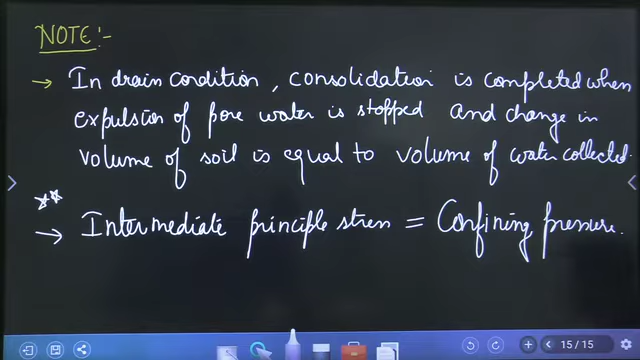 NOTE:-
→ In drain condition, consolidation is completed when
expulsion of pore water is stopped and change in
volume of soil is equal to volume of water collected.
→ Intermediate principle stress = Confining pressure.
15 / 15